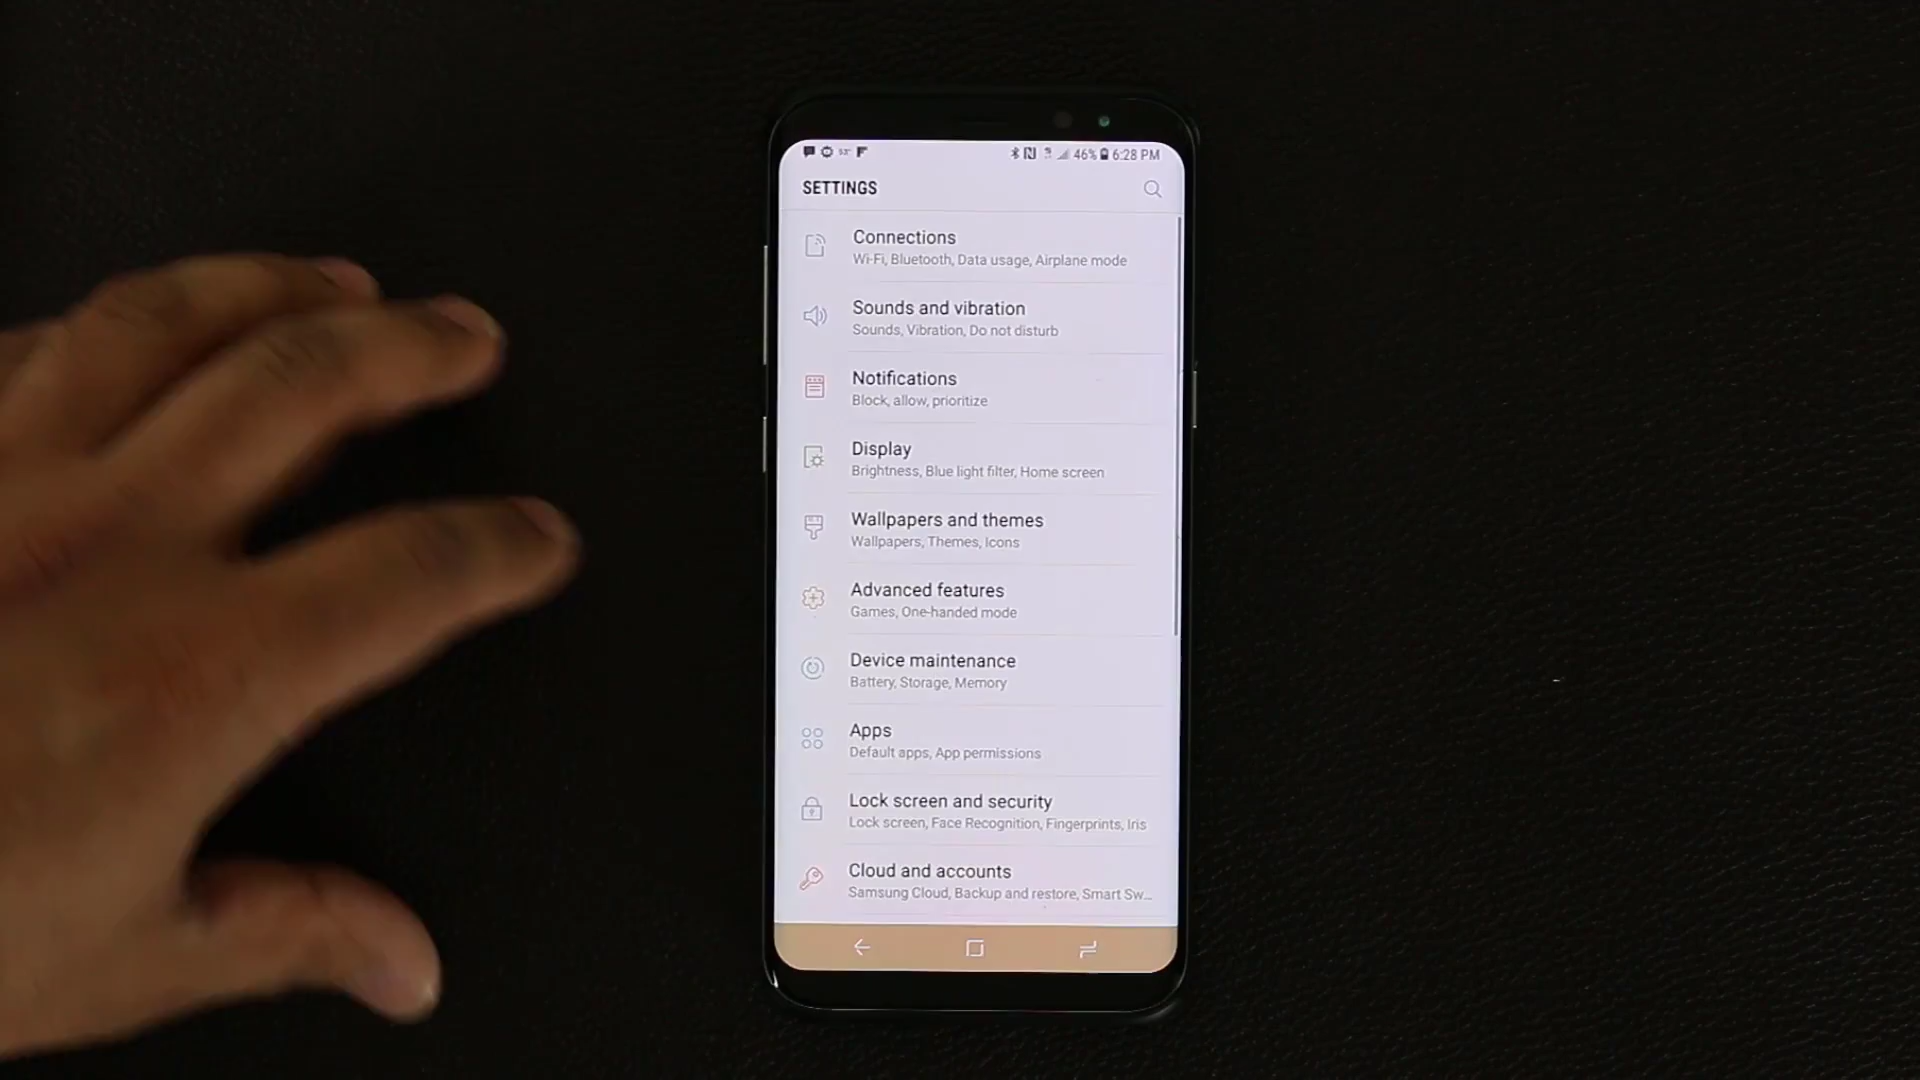 46% 6:28 PM
SETTINGS
Connections
Wi-Fi, Bluetooth, Data usage, Airplane mode
Sounds and vibration
Sounds, Vibration, Do not disturb
Notifications
Block, allow, prioritize
Display
Brightness, Blue light filter, Home screen
Wallpapers and themes
Wallpapers, Themes, Icons
Advanced features
Games, One-handed mode
Device maintenance
Battery, Storage, Memory
Apps
Default apps, App permissions
Lock screen and security
Lock screen, Face Recognition, Fingerprints, Iris
Cloud and accounts
Samsung Cloud, Backup and restore, Smart Sw...